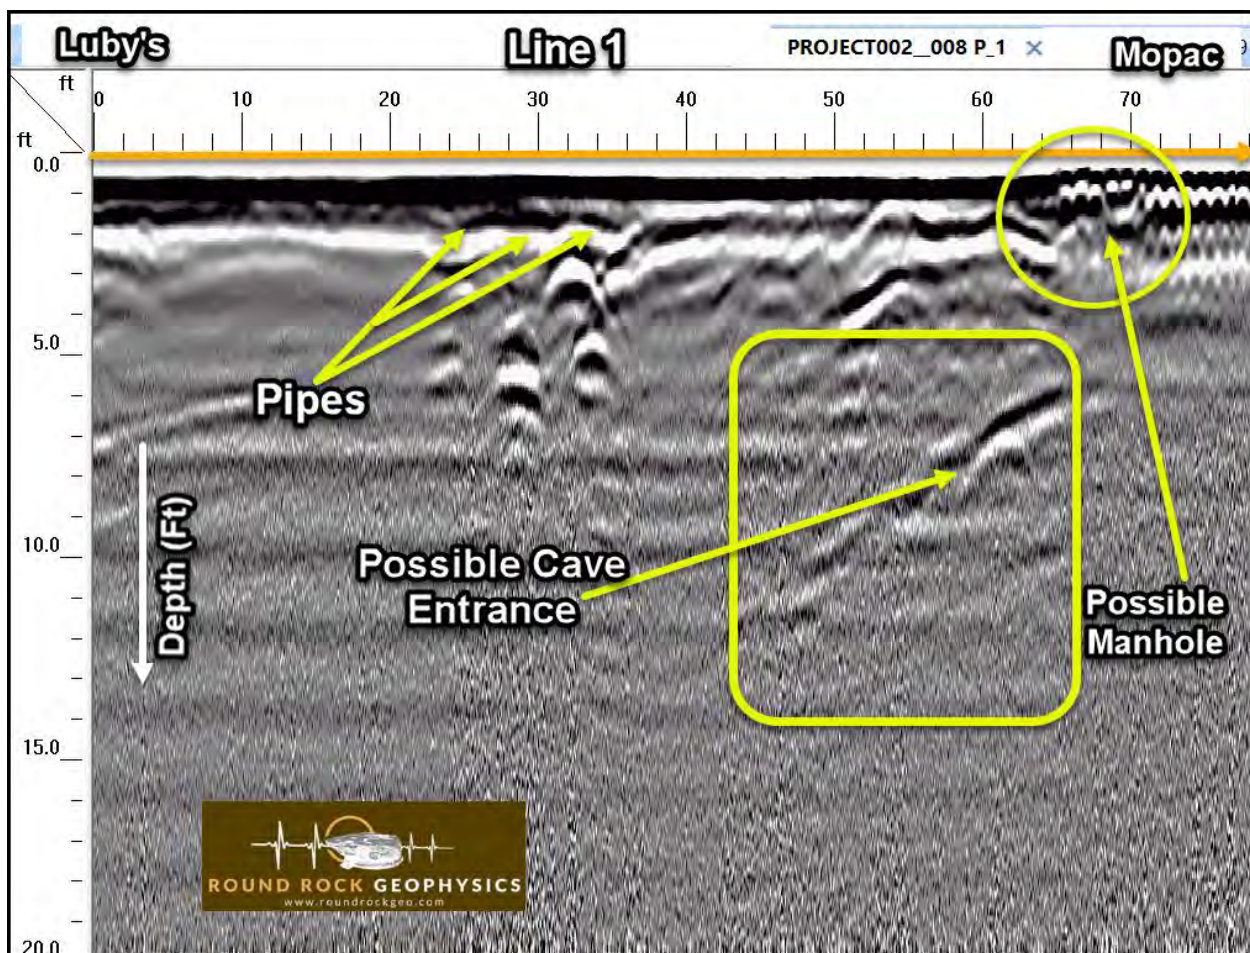 Luby's
Line 1
PROJECT002__008 P_1
Mopac
ft
0 10 20 30 40 50 60 70
ft
0.0
5.0
Pipes
Depth (Ft)
10.0
Possible Cave
Entrance
Possible
Manhole
15.0
ROUND ROCK GEOPHYSICS
www.roundrockgeo.com
20.0